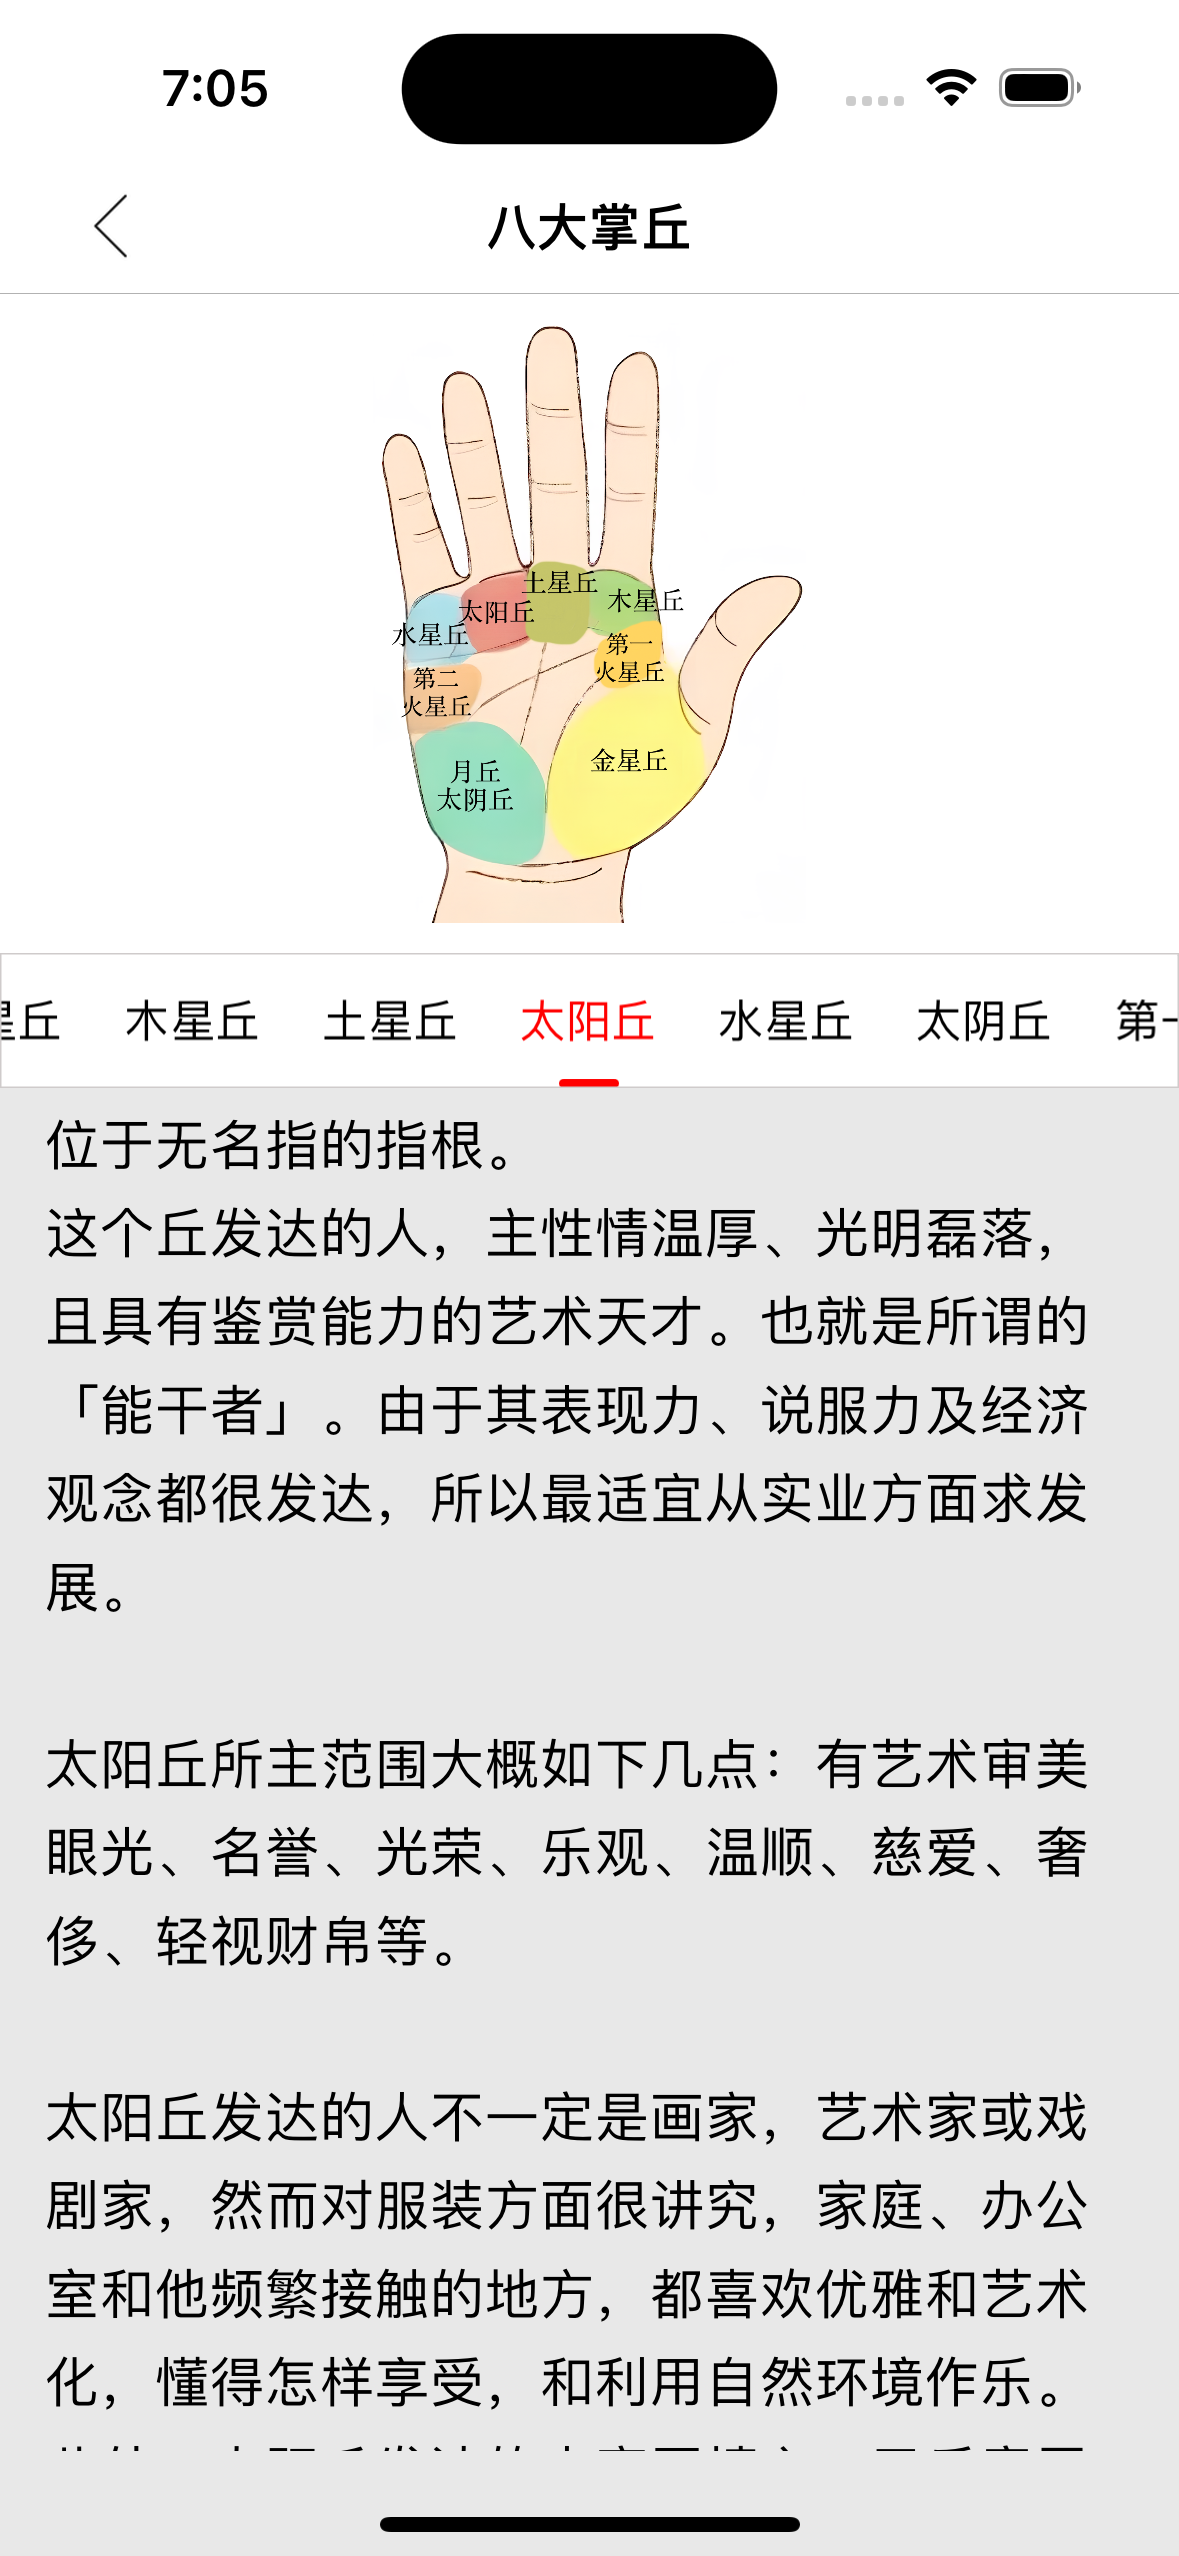 7:05
八大掌丘
土星丘
木星丘
太阳丘
水星丘
第一
火星丘
第二
火星丘
金星丘
月丘
太阴丘
星丘 木星丘 土星丘 太阳丘 水星丘 太阴丘 第一
位于无名指的指根。
这个丘发达的人，主性情温厚、光明磊落，
且具有鉴赏能力的艺术天才。也就是所谓的
「能干者」。由于其表现力、说服力及经济
观念都很发达，所以最适宜从实业方面求发
展。
太阳丘所主范围大概如下几点：有艺术审美
眼光、名誉、光荣、乐观、温顺、慈爱、奢
侈、轻视财帛等。
太阳丘发达的人不一定是画家，艺术家或戏
剧家，然而对服装方面很讲究，家庭、办公
室和他频繁接触的地方，都喜欢优雅和艺术
化，懂得怎样享受，和利用自然环境作乐。